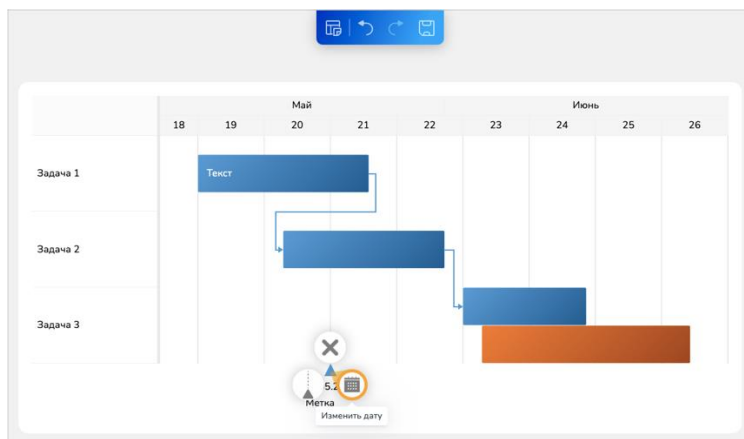 Май Июнь
18 19 20 21 22 23 24 25 26
Задача 1 Текст
Задача 2
Задача 3
5.2
Метка
Изменить дату